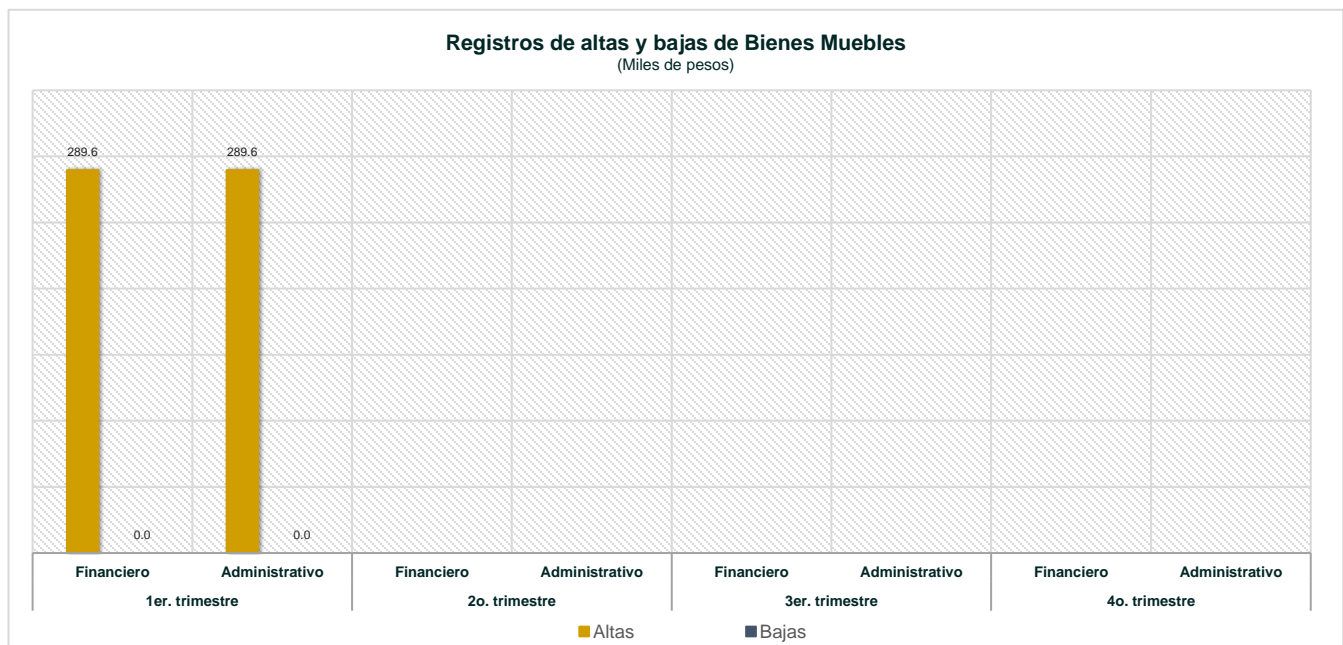 Registros de altas y bajas de Bienes Muebles
(Miles de pesos)
289.6 289.6
0.0 0.0
Financiero Administrativo Financiero Administrativo Financiero Administrativo Financiero Administrativo
1er. trimestre 2o. trimestre 3er. trimestre 4o. trimestre
Altas Bajas